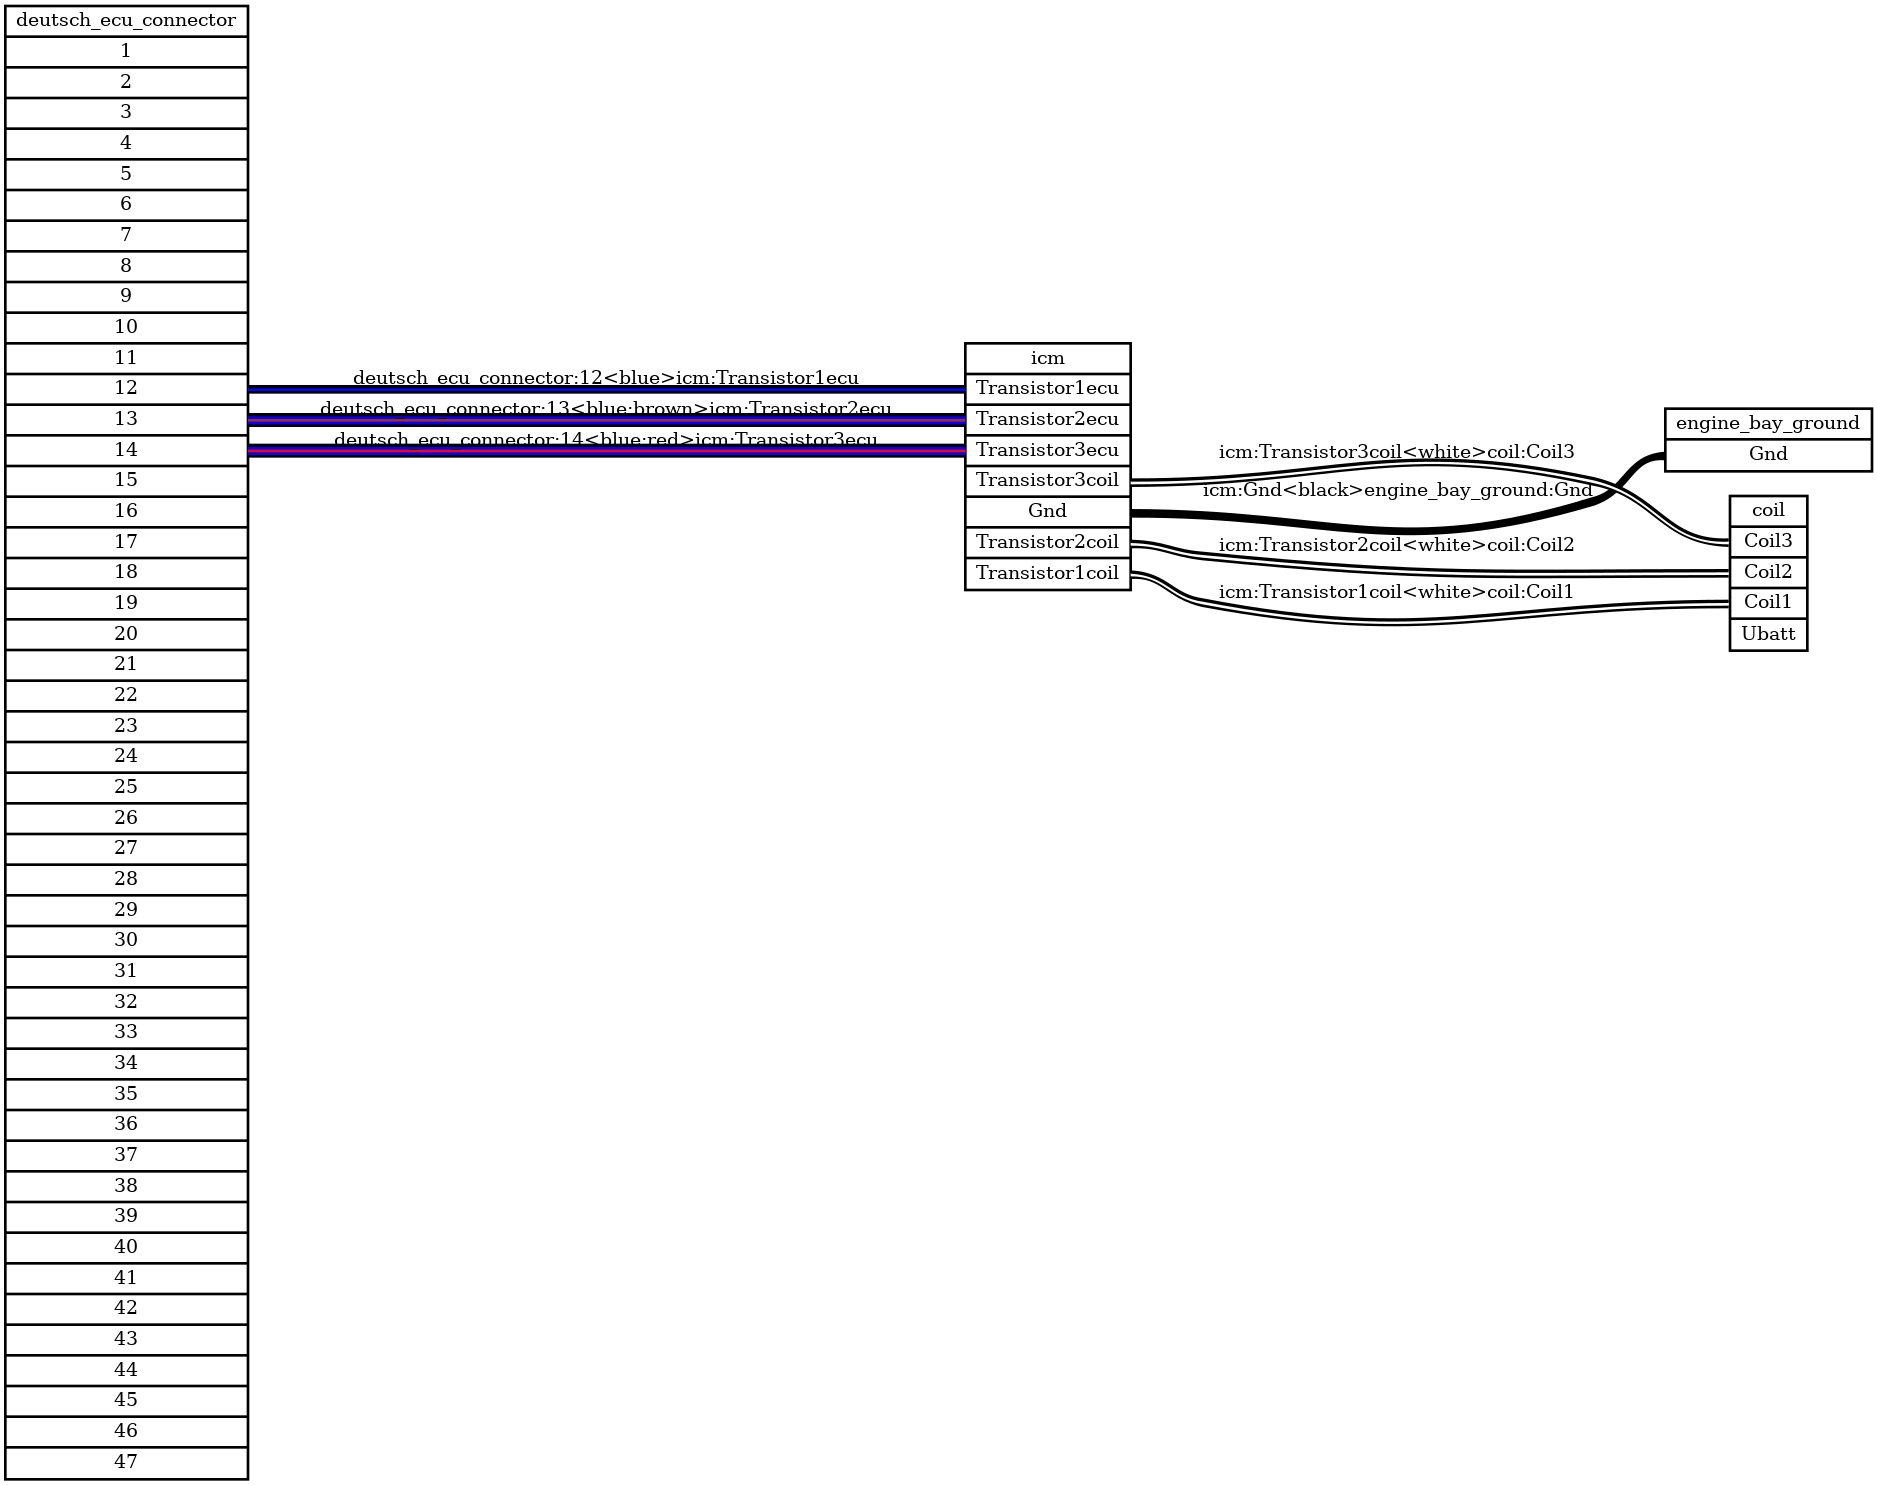 deutsch_ecu_connector
1
2
3
4
5
6
7
8
9
10
11
12
13
14
15
16
17
18
19
20
21
22
23
24
25
26
27
28
29
30
31
32
33
34
35
36
37
38
39
40
41
42
43
44
45
46
47
deutsch_ecu_connector:12<blue>icm:Transistor1ecu
deutsch_ecu_connector:13<blue:brown>icm:Transistor2ecu
deutsch_ecu_connector:14<blue:red>icm:Transistor3ecu
icm
Transistor1ecu
Transistor2ecu
Transistor3ecu
Transistor3coil
Gnd
Transistor2coil
Transistor1coil
icm:Transistor3coil<white>coil:Coil3
icm:Gnd<black>engine_bay_ground:Gnd
icm:Transistor2coil<white>coil:Coil2
icm:Transistor1coil<white>coil:Coil1
engine_bay_ground
Gnd
coil
Coil3
Coil2
Coil1
Ubatt